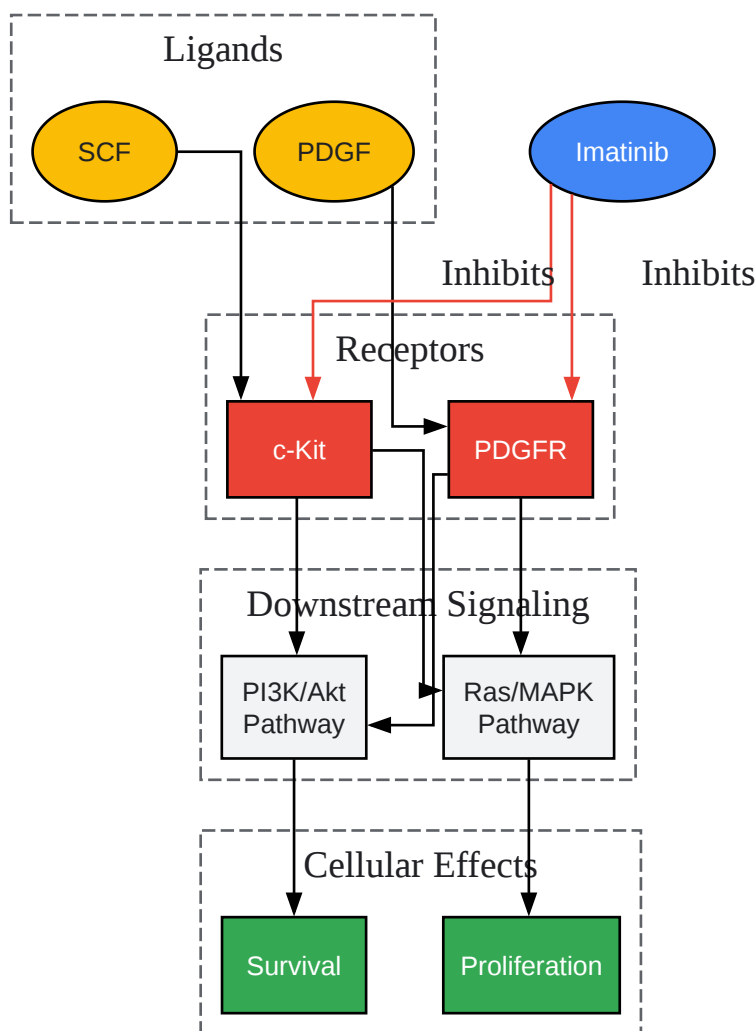 Ligands
SCF
PDGF
Imatinib
Inhibits
Inhibits
Receptors
c-Kit
PDGFR
Downstream Signaling
PI3K/Akt
Pathway
Ras/MAPK
Pathway
Cellular Effects
Survival
Proliferation